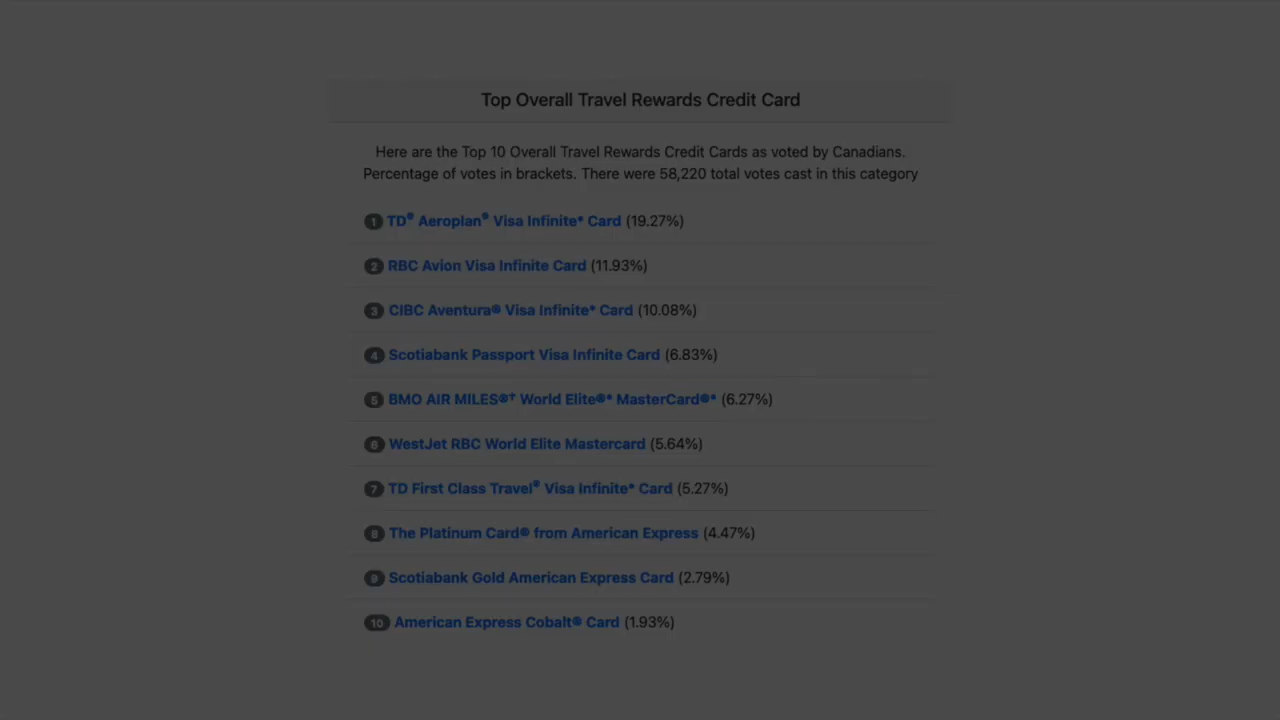 Top Overall Travel Rewards Credit Card
Here are the Top 10 Overall Travel Rewards Credit Cards as voted by Canadians.
Percentage of votes in brackets. There were 58,220 total votes cast in this category
1 TD® Aeroplan® Visa Infinite* Card (19.27%)
2 RBC Avion Visa Infinite Card (11.93%)
3 CIBC Aventura® Visa Infinite* Card (10.08%)
4 Scotiabank Passport Visa Infinite Card (6.83%)
5 BMO AIR MILES®† World Elite®* MasterCard®* (6.27%)
6 WestJet RBC World Elite Mastercard (5.64%)
7 TD First Class Travel® Visa Infinite* Card (5.27%)
8 The Platinum Card® from American Express (4.47%)
9 Scotiabank Gold American Express Card (2.79%)
10 American Express Cobalt® Card (1.93%)